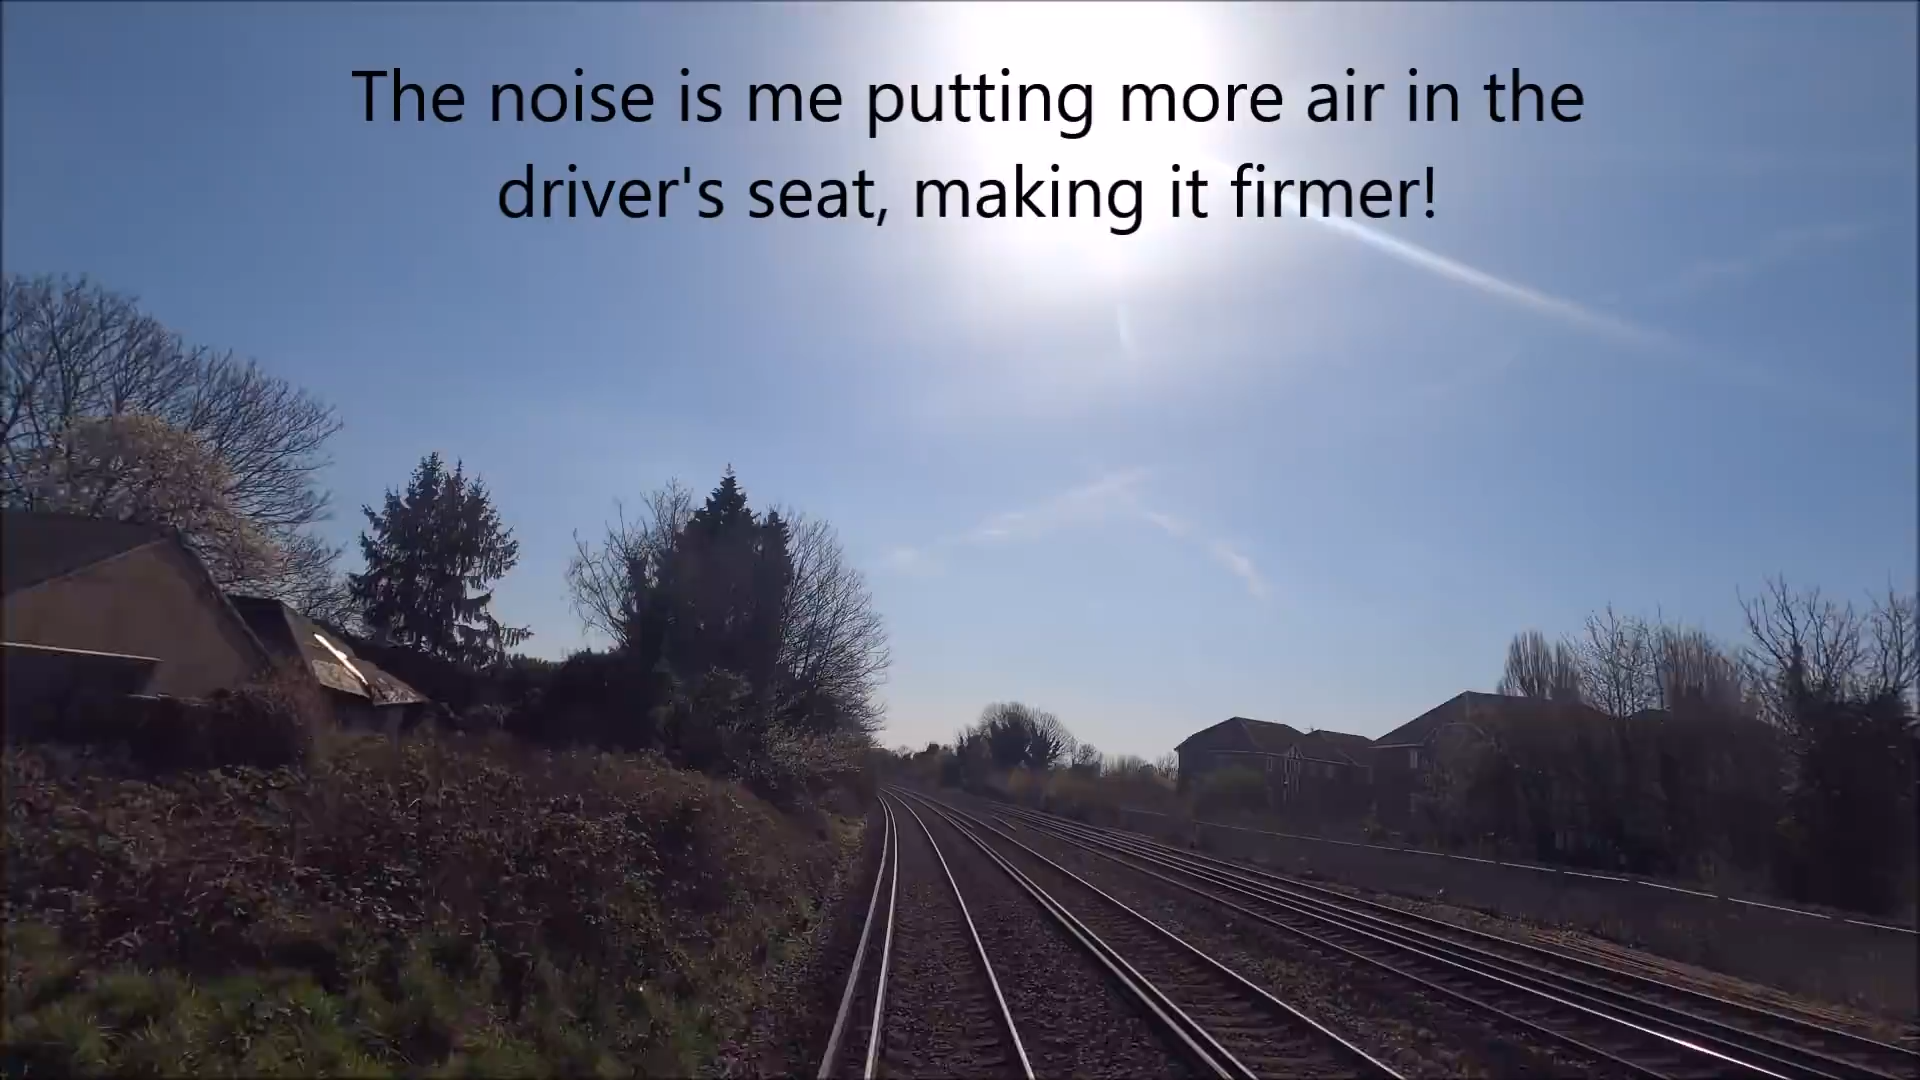 The noise is me putting more air in the
driver's seat, making it firmer!